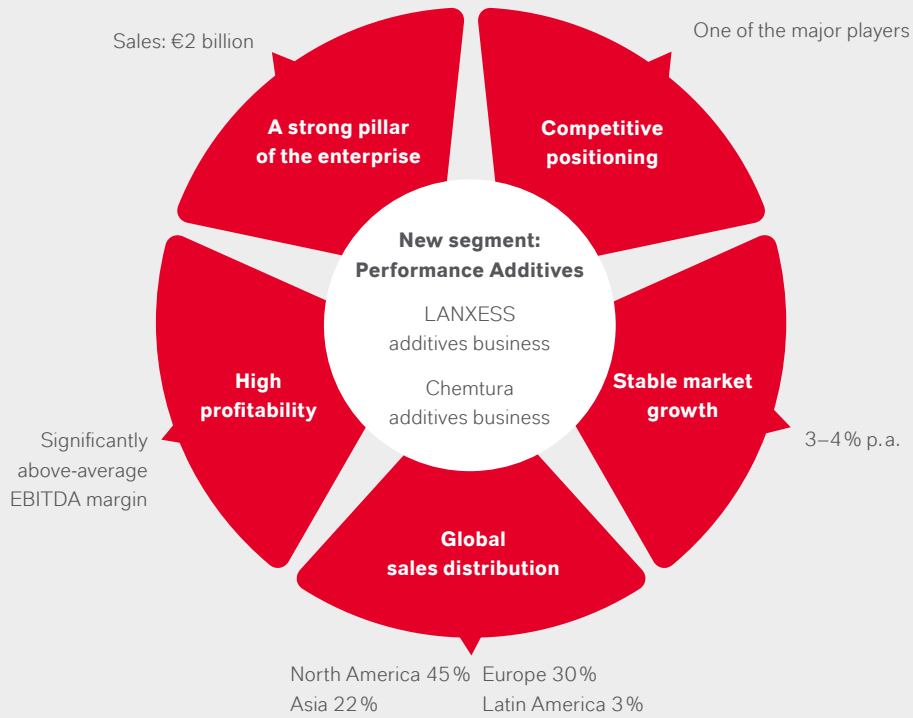 Sales: €2 billion
One of the major players
A strong pillar
of the enterprise
Competitive
positioning
New segment:
Performance Additives
LANXESS
additives business
Chemtura
additives business
High
profitability
Stable market
growth
Significantly
above-average
EBITDA margin
3–4% p.a.
Global
sales distribution
North America 45% Europe 30%
Asia 22% Latin America 3%